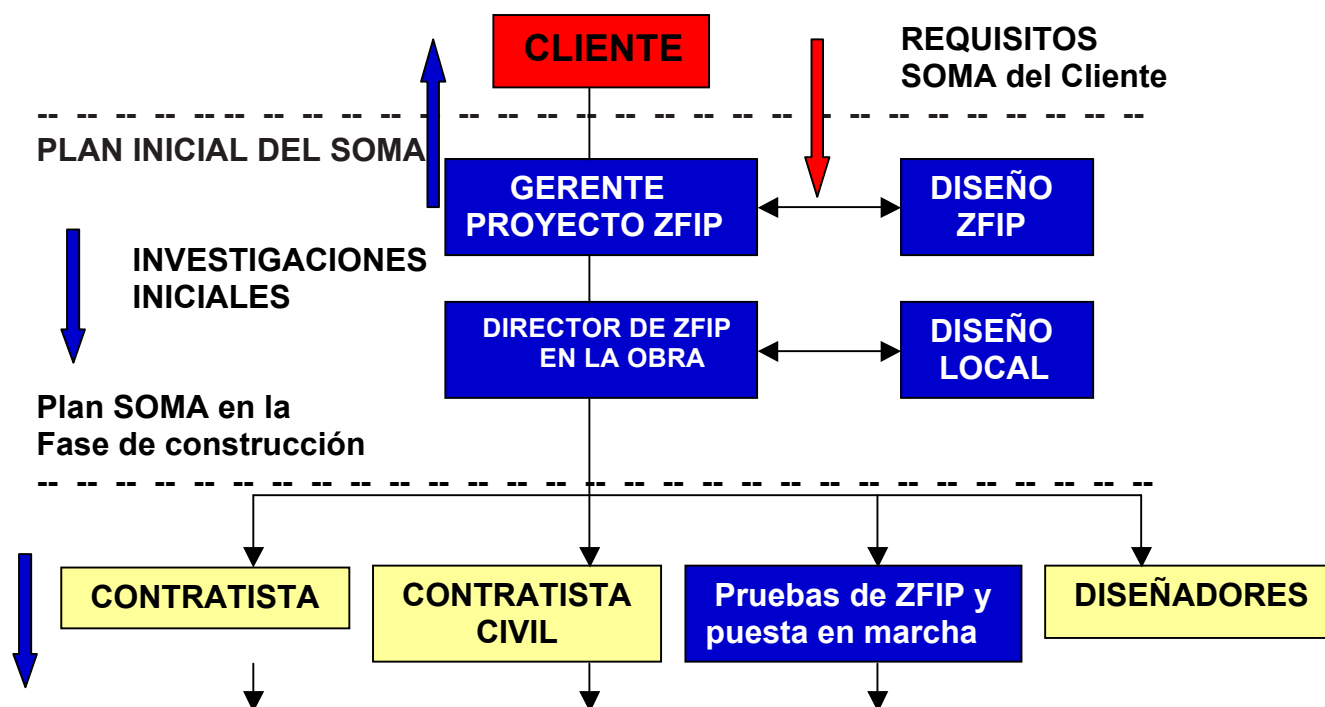 CLIENTE
REQUISITOS
SOMA del Cliente
PLAN INICIAL DEL SOMA
GERENTE
PROYECTO ZFIP
DISEÑO
ZFIP
INVESTIGACIONES
INICIALES
DIRECTOR DE ZFIP
EN LA OBRA
DISEÑO
LOCAL
Plan SOMA en la
Fase de construcción
CONTRATISTA
CONTRATISTA
CIVIL
Pruebas de ZFIP y
puesta en marcha
DISEÑADORES